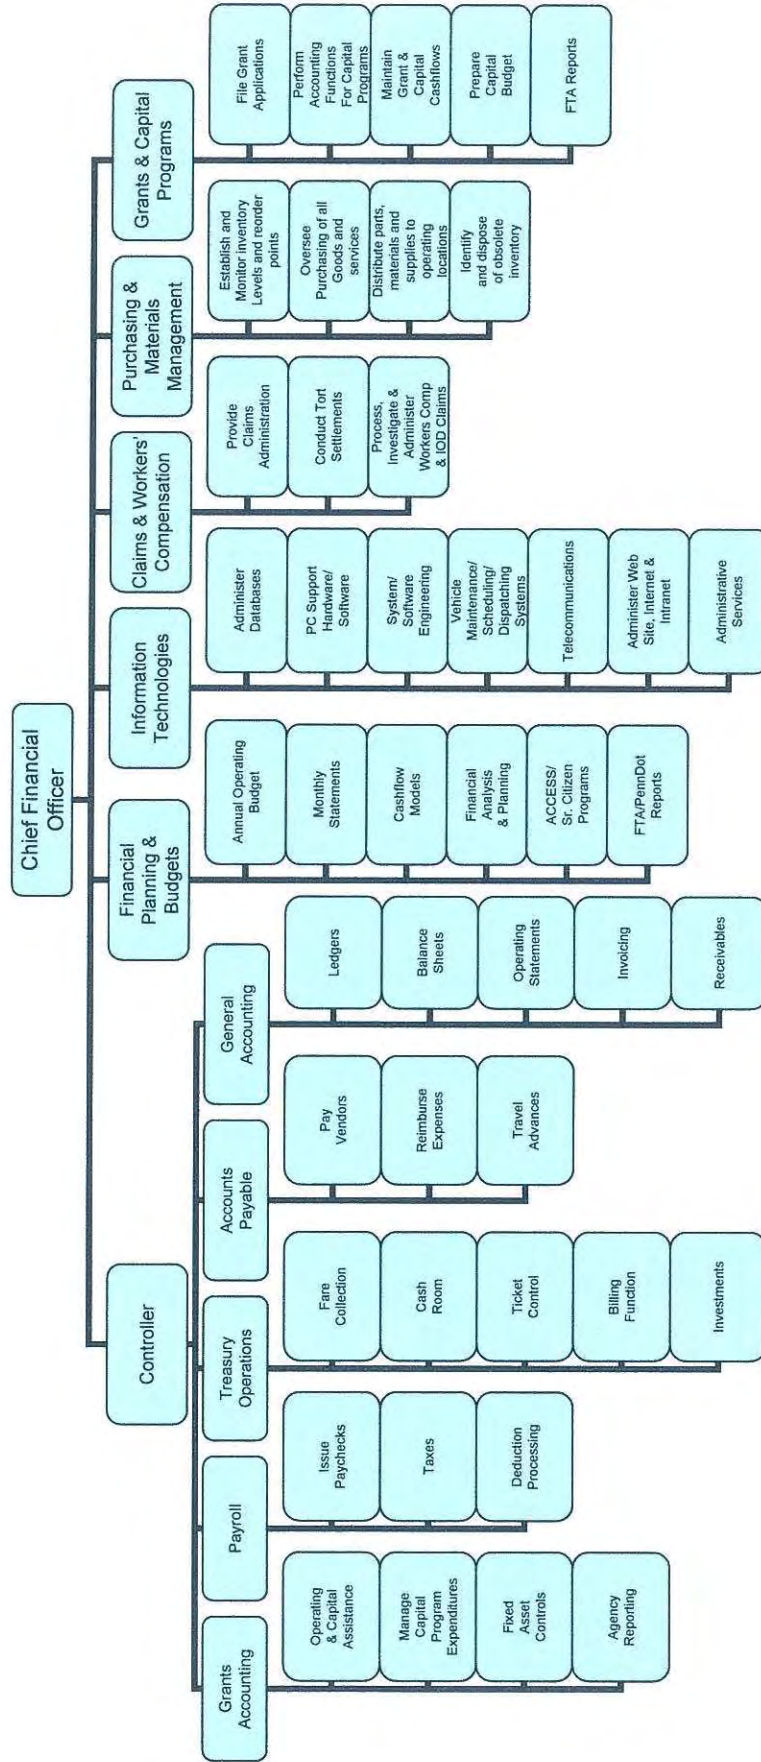 Chief Financial
Officer
Controller
Financial
Planning &
Budgets
Information
Technologies
Claims & Workers'
Compensation
Purchasing &
Materials
Management
Grants & Capital
Programs
Grants
Accounting
Payroll
Treasury
Operations
Accounts
Payable
General
Accounting
Operating
& Capital
Assistance
Manage
Capital
Program
Expenditures
Fixed
Asset
Controls
Agency
Reporting
Issue
Paychecks
Taxes
Deduction
Processing
Fare
Collection
Cash
Room
Ticket
Control
Billing
Function
Investments
Pay
Vendors
Reimburse
Expenses
Travel
Advances
Ledgers
Balance
Sheets
Operating
Statements
Invoicing
Receivables
Annual Operating
Budget
Monthly
Statements
Cashflow
Models
Financial
Analysis
& Planning
ACCESS/
Sr. Citizen
Programs
FTA/PennDot
Reports
Administer
Databases
PC Support
Hardware/
Software
System/
Software
Engineering
Vehicle
Maintenance/
Scheduling/
Dispatching
Systems
Telecommunications
Administer Web
Site, Internet &
Intranet
Administrative
Services
Provide
Claims
Administration
Conduct Tort
Settlements
Process,
Investigate &
Administer
Workers Comp
& IOD Claims
Establish and
Monitor inventory
Levels and reorder
points
Oversee
Purchasing of all
Goods and
services
Distribute parts,
materials and
supplies to
operating
locations
Identify
and dispose
of obsolete
inventory
File Grant
Applications
Perform
Accounting
Functions
For Capital
Programs
Maintain
Grant &
Capital
Cashflows
Prepare
Capital
Budget
FTA Reports